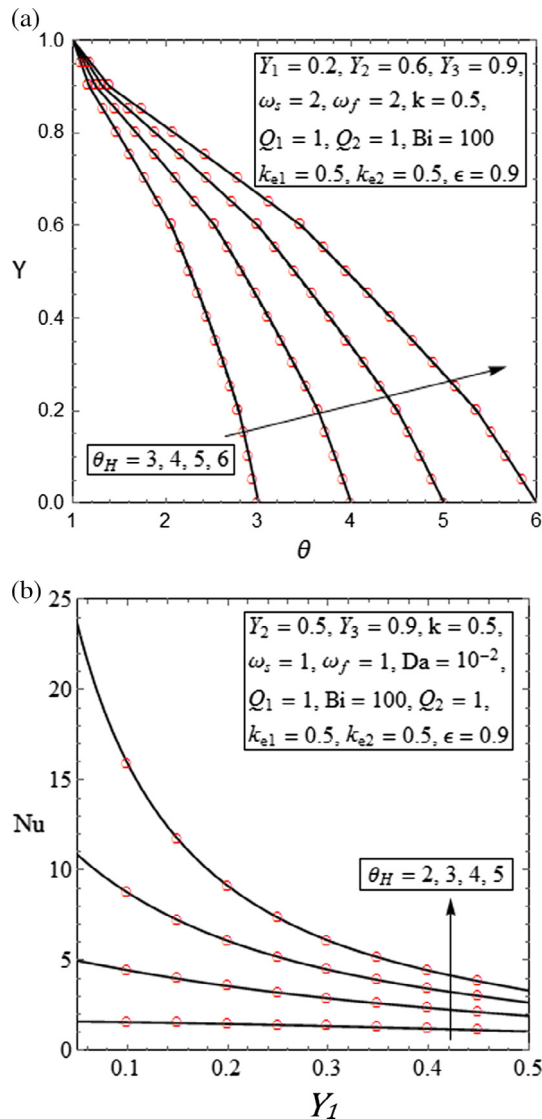 (a)
1.0
0.8
0.6
Y
0.4
0.2
0.0
Y₁ = 0.2, Y₂ = 0.6, Y₃ = 0.9,
ωₛ = 2, ω_f = 2, k = 0.5,
Q₁ = 1, Q₂ = 1, Bi = 100
kₑ₁ = 0.5, kₑ₂ = 0.5, ϵ = 0.9
θ_H = 3, 4, 5, 6
1 2 3 4 5 6
θ
(b)
25
20
15
Nu
10
5
0
Y₂ = 0.5, Y₃ = 0.9, k = 0.5,
ωₛ = 1, ω_f = 1, Da = 10⁻²,
Q₁ = 1, Bi = 100, Q₂ = 1,
kₑ₁ = 0.5, kₑ₂ = 0.5, ϵ = 0.9
θ_H = 2, 3, 4, 5
0.1 0.2 0.3 0.4 0.5
Y₁